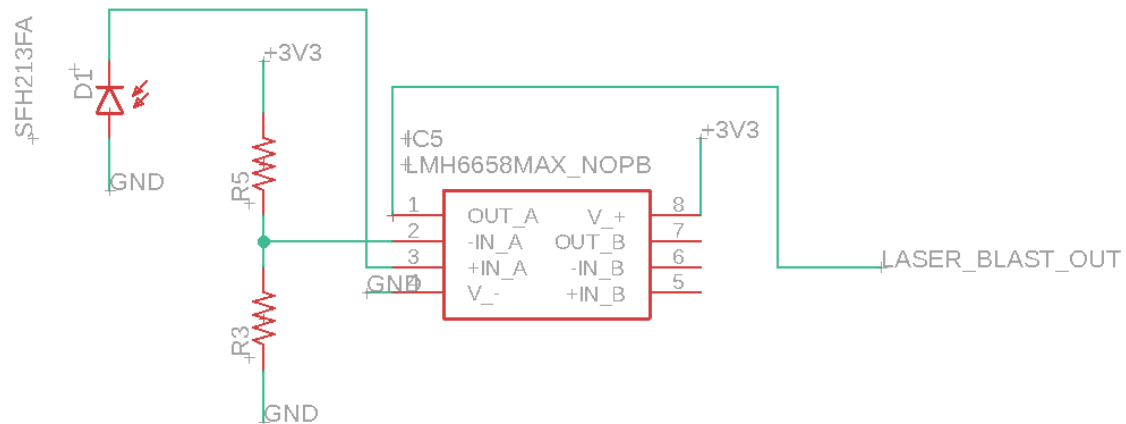 SFH213FA
D1
GND
+3V3
R5
R3
GND
IC5
LMH6658MAX_NOPB
+3V3
1 OUT_A V_+ 8
2 -IN_A OUT_B 7
3 +IN_A -IN_B 6
GND 4 V_- +IN_B 5
LASER_BLAST_OUT